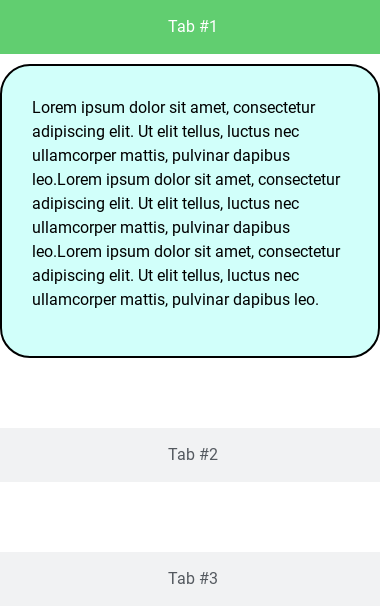 Tab #1
Lorem ipsum dolor sit amet, consectetur
adipiscing elit. Ut elit tellus, luctus nec
ullamcorper mattis, pulvinar dapibus
leo.Lorem ipsum dolor sit amet, consectetur
adipiscing elit. Ut elit tellus, luctus nec
ullamcorper mattis, pulvinar dapibus
leo.Lorem ipsum dolor sit amet, consectetur
adipiscing elit. Ut elit tellus, luctus nec
ullamcorper mattis, pulvinar dapibus leo.
Tab #2
Tab #3